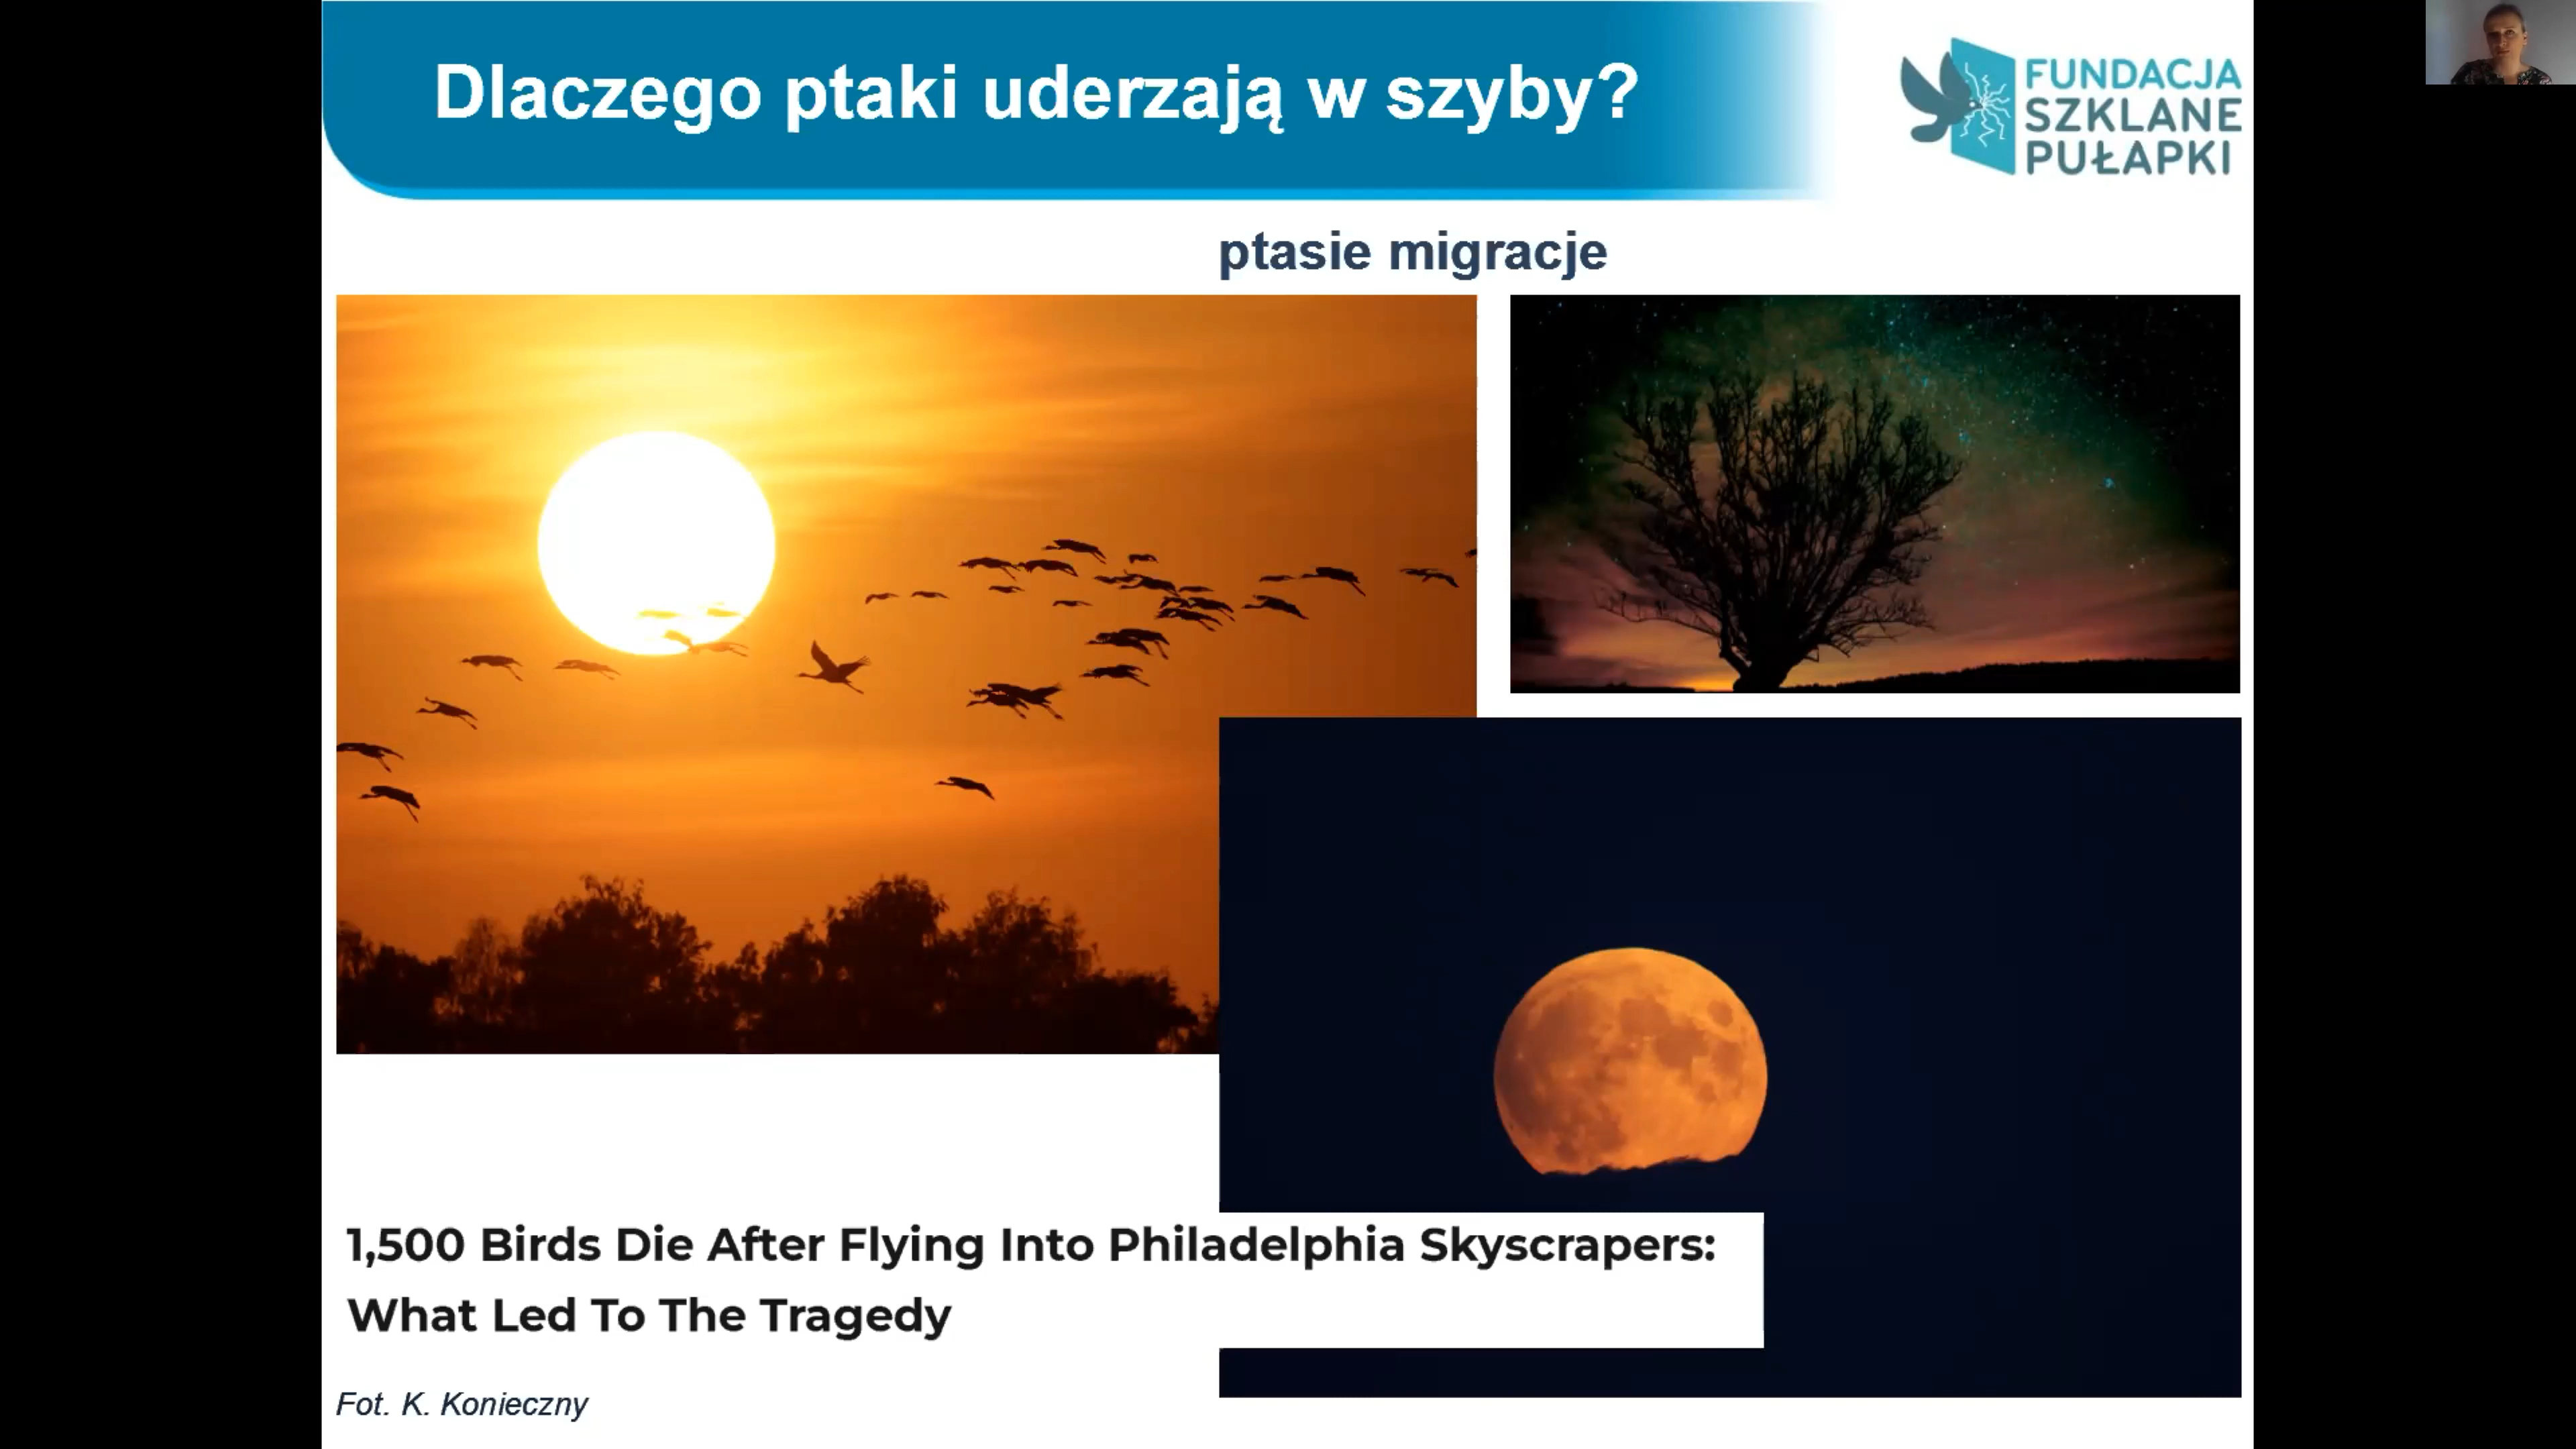 Dlaczego ptaki uderzają w szyby?
FUNDACJA
SZKLANE
PUŁAPKI
ptasie migracje
1,500 Birds Die After Flying Into Philadelphia Skyscrapers:
What Led To The Tragedy
Fot. K. Konieczny